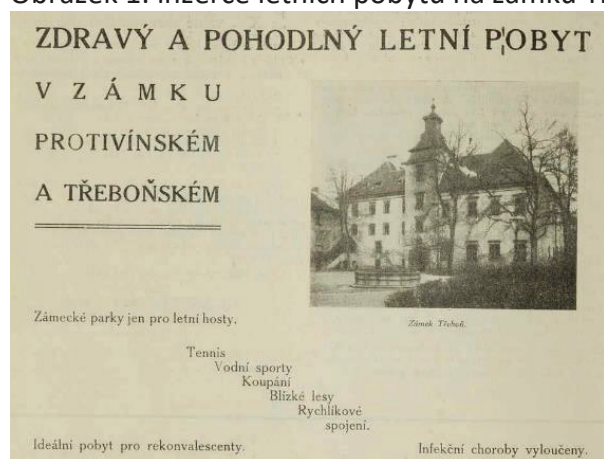 Obrázek 1: Inzerce letních pobytů na zámku
ZDRAVÝ A POHODLNÝ LETNÍ POBYT
V ZÁMKU
PROTIVÍNSKÉM
A TŘEBOŇSKÉM
Zámecké parky jen pro letní hosty.
Zámek Třeboň.
Tennis
Vodní sporty
Koupání
Blízké lesy
Rychlíkové
spojení.
Ideální pobyt pro rekonvalescenty.
Infekční choroby vyloučeny.